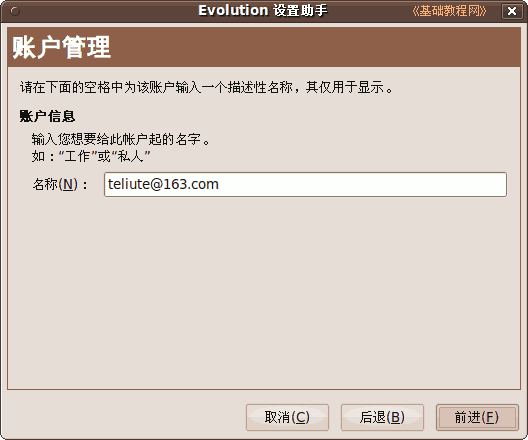 Evolution 设置助手
《基础教程网》
账户管理
请在下面的空格中为该账户输入一个描述性名称，其仅用于显示。
账户信息
输入您想要给此帐户起的名字。
如：“工作”或“私人”
名称(N)： teliute@163.com
取消(C) 后退(B) 前进(F)